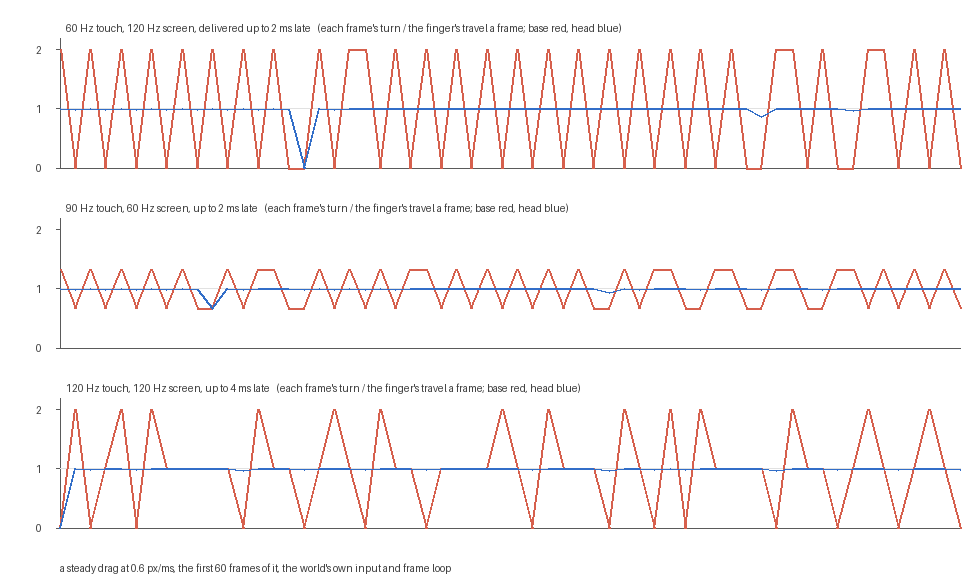 60 Hz touch, 120 Hz screen, delivered up to 2 ms late (each frame's turn / the finger's travel a frame; base red, head blue)
2
1
0
90 Hz touch, 60 Hz screen, up to 2 ms late (each frame's turn / the finger's travel a frame; base red, head blue)
2
1
0
120 Hz touch, 120 Hz screen, up to 4 ms late (each frame's turn / the finger's travel a frame; base red, head blue)
2
1
0
a steady drag at 0.6 px/ms, the first 60 frames of it, the world's own input and frame loop